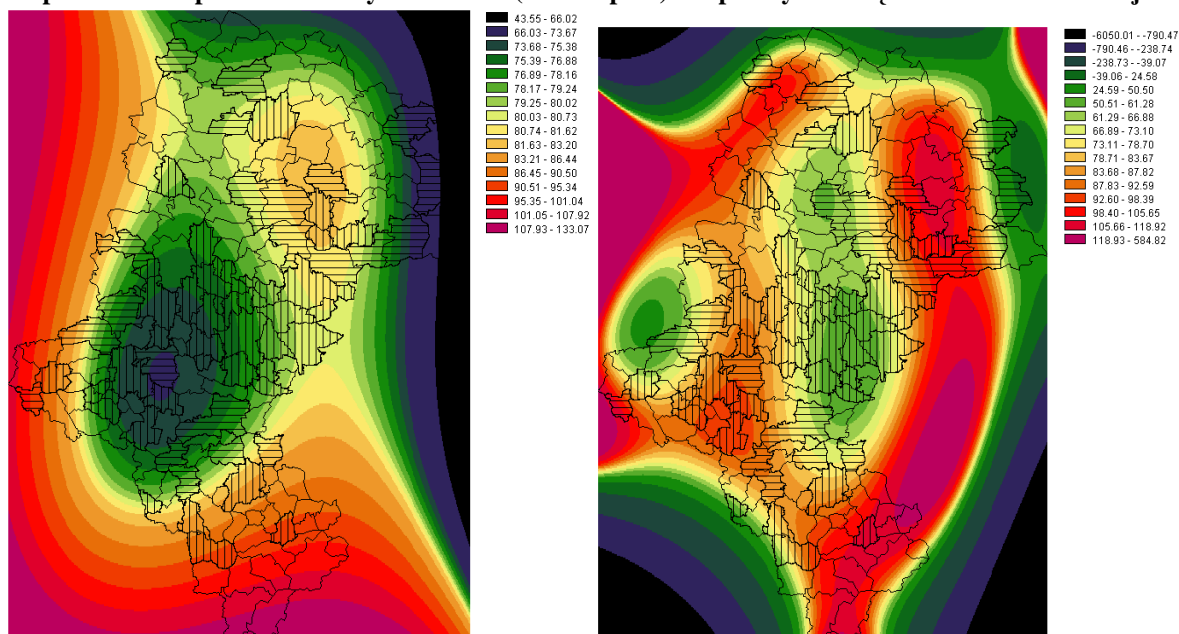 43.55 - 66.02
66.03 - 73.67
73.68 - 75.38
75.39 - 76.88
76.89 - 78.16
78.17 - 79.24
79.25 - 80.02
80.03 - 80.73
80.74 - 81.62
81.63 - 83.20
83.21 - 86.44
86.45 - 90.50
90.51 - 95.34
95.35 - 101.04
101.05 - 107.92
107.93 - 133.07
-6050.01 - -790.47
-790.46 - -238.74
-238.73 - -39.07
-39.06 - 24.58
24.59 - 50.50
50.51 - 61.28
61.29 - 66.88
66.89 - 73.10
73.11 - 78.70
78.71 - 83.67
83.68 - 87.82
87.83 - 92.59
92.60 - 98.39
98.40 - 105.65
105.66 - 118.92
118.93 - 584.82